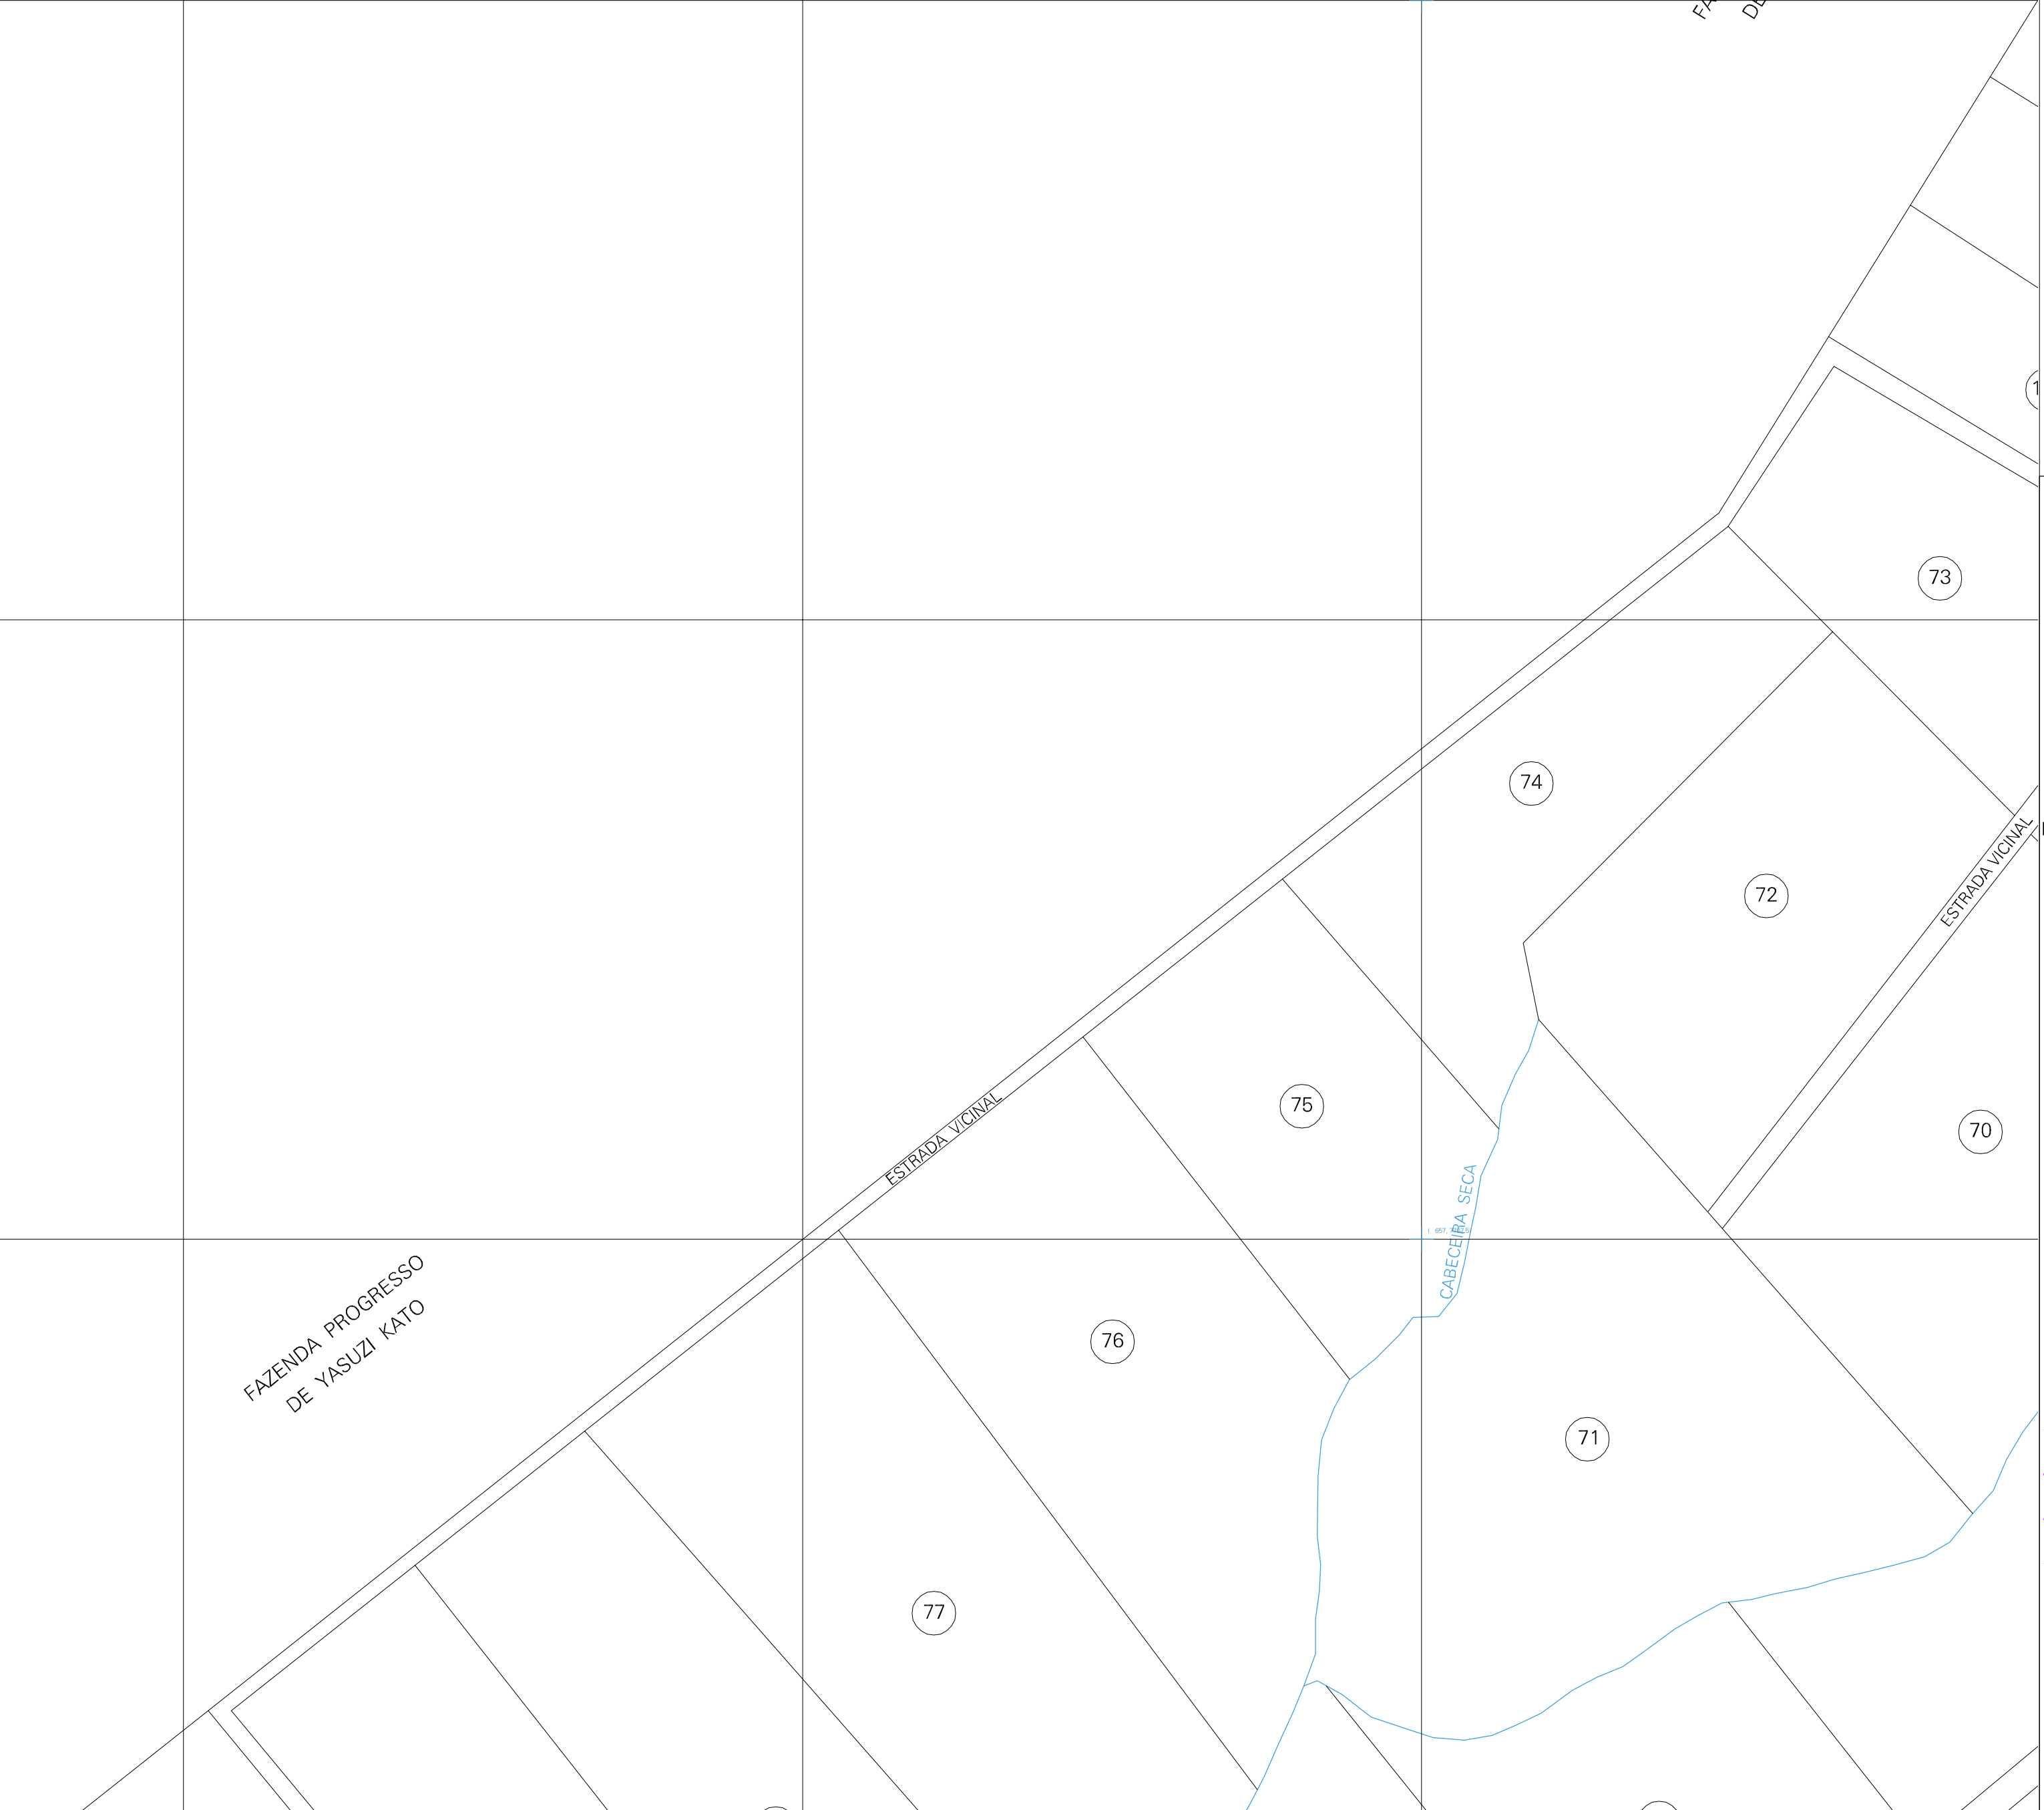 73
74
72
ESTRADA VICINAL
75
70
ESTRADA VICINAL
CABECEIRA SECA
FAZENDA PROGRESSO
DE YASUZI KATO
76
71
77